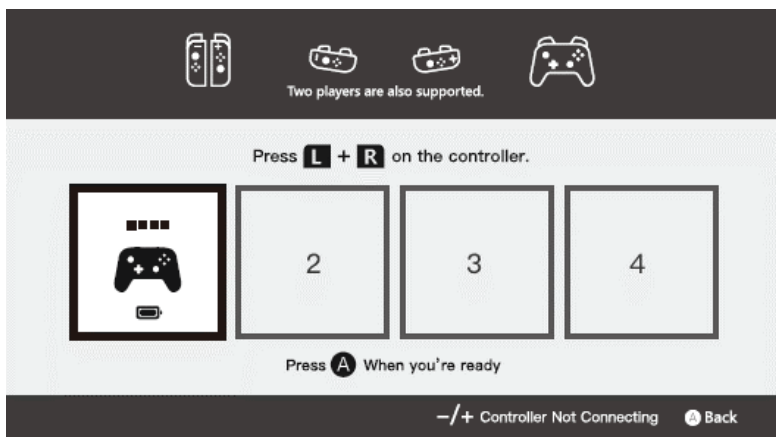 Two players are also supported.
Press L + R on the controller.
2
3
4
Press A When you're ready
−/+ Controller Not Connecting
A Back